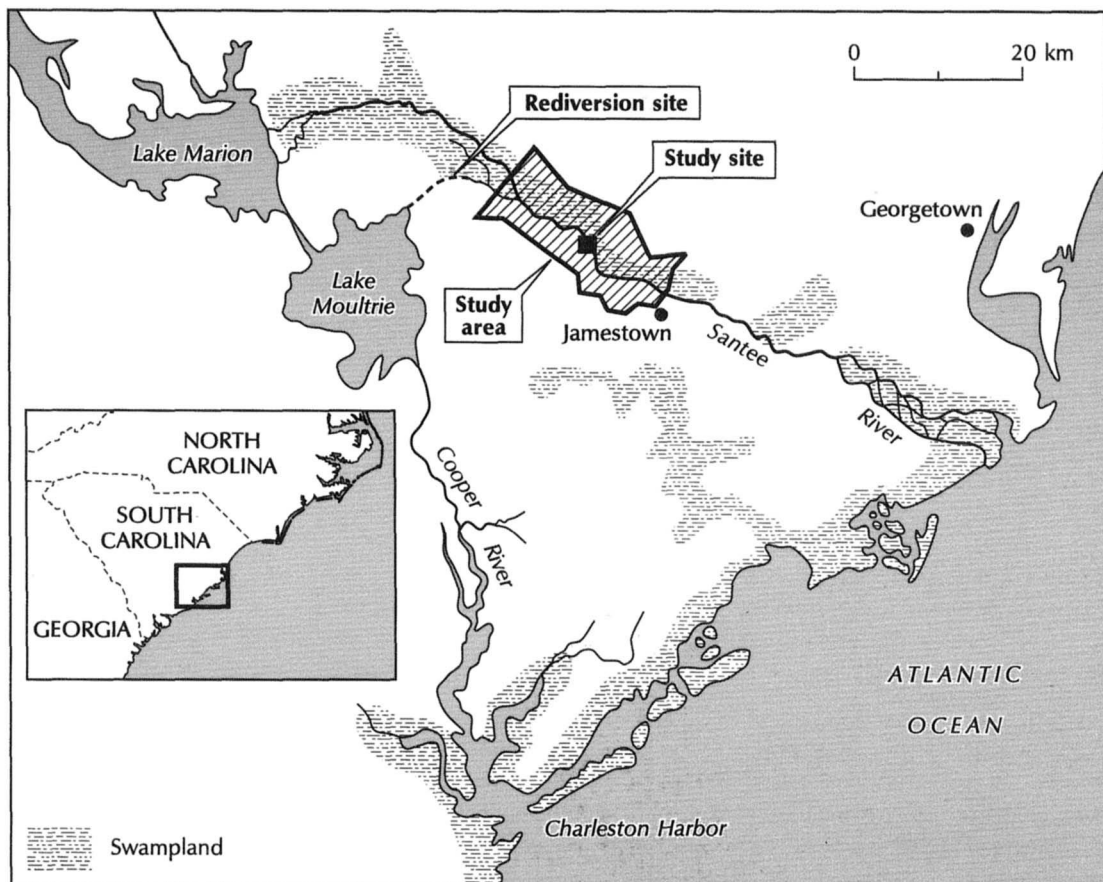 0 20 km
Rediversion site
Lake Marion
Study site
Georgetown
Lake
Moultrie
Study
area
Jamestown
Santee
River
Cooper
River
NORTH
CAROLINA
SOUTH
CAROLINA
GEORGIA
ATLANTIC
OCEAN
Charleston Harbor
Swampland